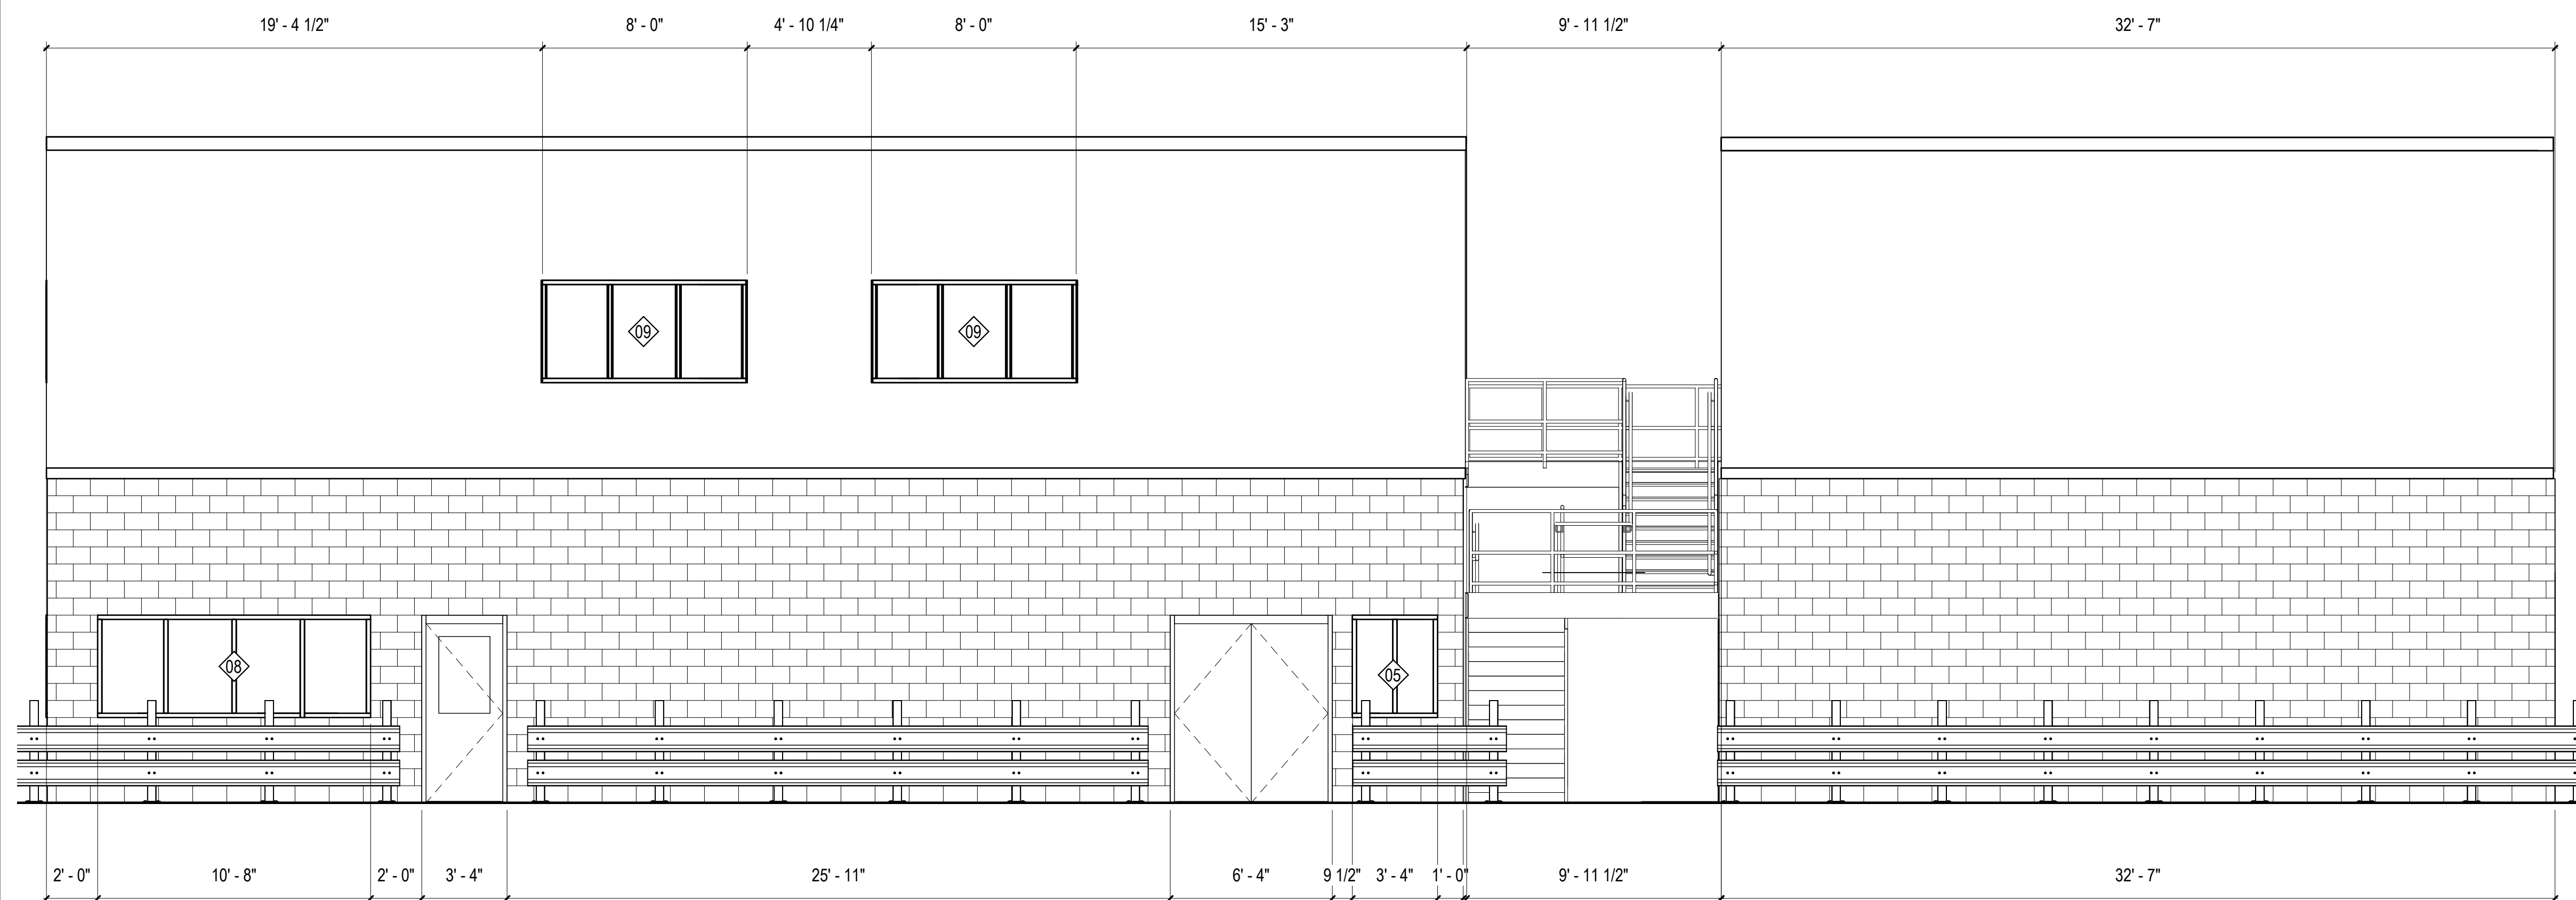 19' - 4 1/2" 8' - 0" 4' - 10 1/4" 8' - 0" 15' - 3" 9' - 11 1/2" 32' - 7"
09 09
08 05
2' - 0" 10' - 8" 2' - 0" 3' - 4" 25' - 11" 6' - 4" 9 1/2" 3' - 4" 1' - 0" 9' - 11 1/2" 32' - 7"